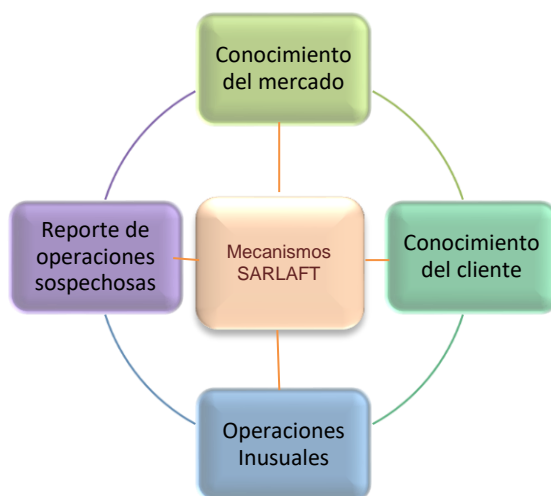 Conocimiento
del mercado
Reporte de
operaciones
sospechosas
Mecanismos
SARLAFT
Conocimiento
del cliente
Operaciones
Inusuales